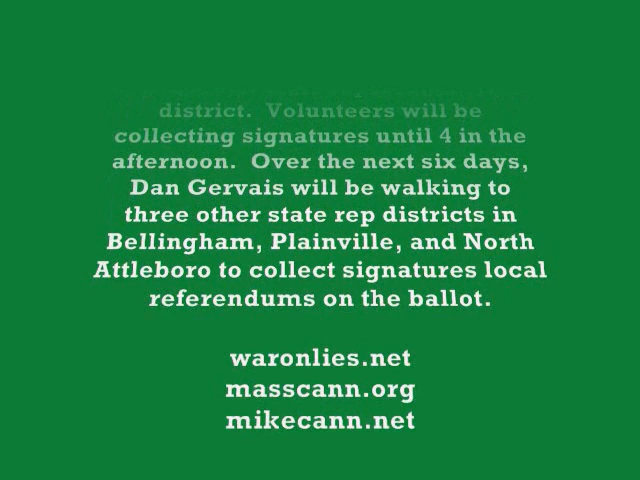 district. Volunteers will be
collecting signatures until 4 in the
afternoon. Over the next six days,
Dan Gervais will be walking to
three other state rep districts in
Bellingham, Plainville, and North
Attleboro to collect signatures local
referendums on the ballot.
waronlies.net
masscann.org
mikecann.net